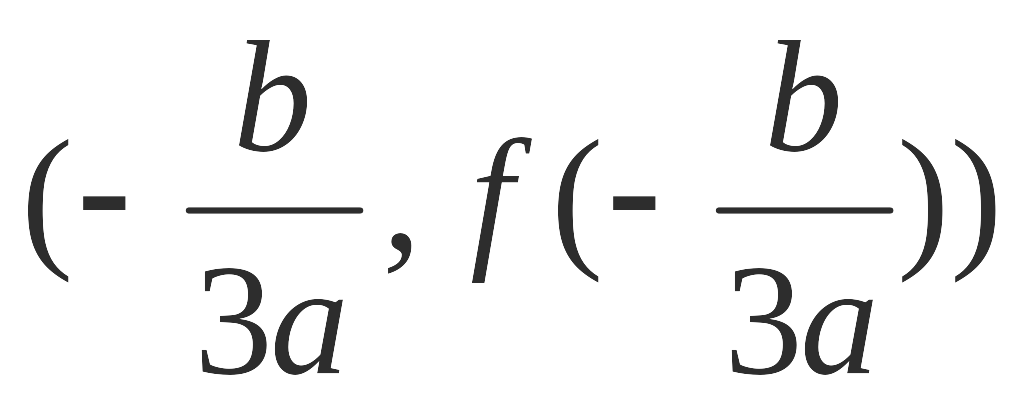 (- b/3a, f(- b/3a))